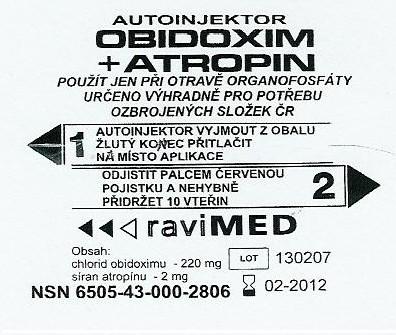 AUTOINJEKTOR
OBIDOXIM
+ATROPIN
POUŽÍT JEN PŘI OTRAVĚ ORGANOFOSFÁTY
URČENO VÝHRADNĚ PRO POTŘEBU
OZBROJENÝCH SLOŽEK ČR
1 AUTOINJEKTOR VYJMOUT Z OBALU
ŽLUTÝ KONEC PŘITLAČIT
NA MÍSTO APLIKACE
ODJISTIT PALCEM ČERVENOU
POJISTKU A NEHYBNĚ
PŘIDRŽET 10 VTEŘIN
2
raviMED
Obsah:
chlorid obidoximu - 220 mg
síran atropínu - 2 mg
LOT 130207
NSN 6505-43-000-2806
02-2012